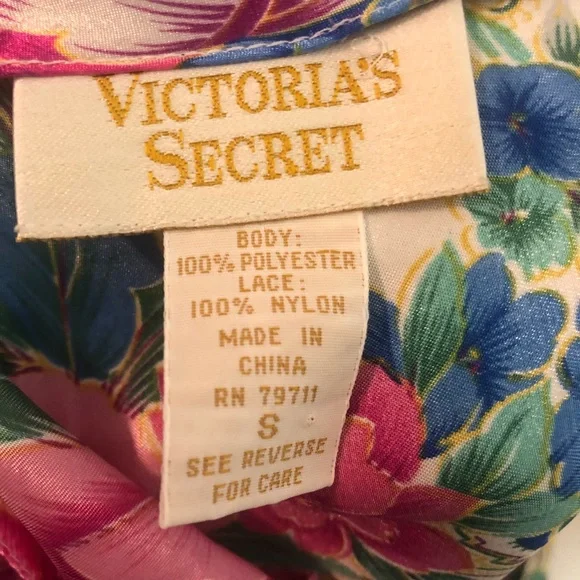 VICTORIA'S
SECRET
BODY:
100% POLYESTER
LACE:
100% NYLON
MADE IN
CHINA
RN 79711
S
SEE REVERSE
FOR CARE